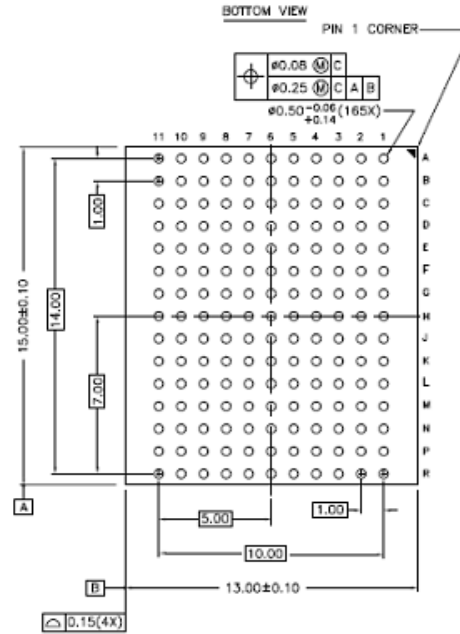 BOTTOM VIEW
PIN 1 CORNER
⌖ ø0.08 Ⓜ C
ø0.25 Ⓜ C A B
ø0.50 -0.06 +0.14 (165X)
11 10 9 8 7 6 5 4 3 2 1
A
B
C
D
E
F
G
H
J
K
L
M
N
P
R
1.00
14.00
15.00±0.10
7.00
A
5.00
1.00
10.00
B
13.00±0.10
⌓ 0.15(4X)